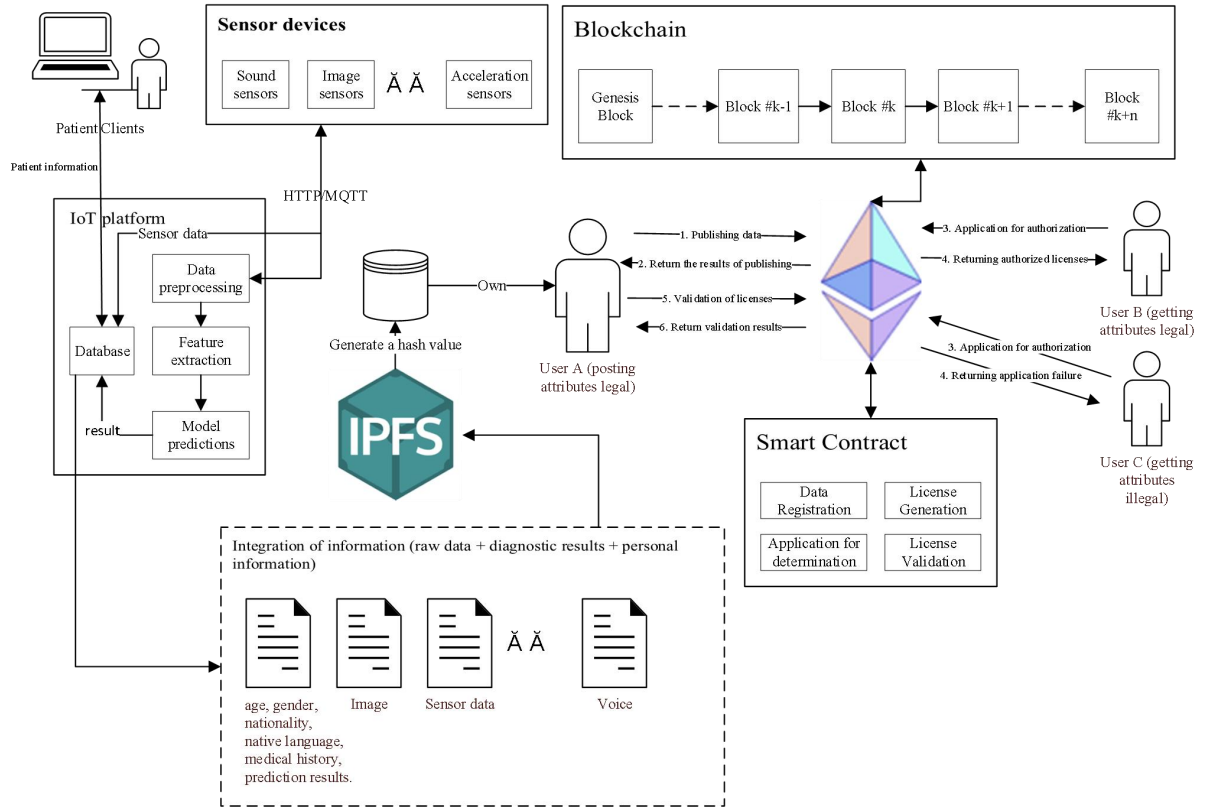 Sensor devices
Sound
sensors
Image
sensors
Ă Ă
Acceleration
sensors
Patient Clients
Patient information
HTTP/MQTT
Blockchain
Genesis
Block
Block #k-1
Block #k
Block #k+1
Block
#k+n
IoT platform
Sensor data
Data
preprocessing
Database
Feature
extraction
result
Model
predictions
Generate a hash value
IPFS
Own
User A (posting
attributes legal)
1. Publishing data
2. Return the results of publishing
5. Validation of licenses
6. Return validation results
3. Application for authorization
4. Returning authorized licenses
User B (getting
attributes legal)
3. Application for authorization
4. Returning application failure
User C (getting
attributes
illegal)
Smart Contract
Data
Registration
License
Generation
Application for
determination
License
Validation
Integration of information (raw data + diagnostic results + personal
information)
Ă Ă
age, gender,
nationality,
native language,
medical history,
prediction results.
Image
Sensor data
Voice